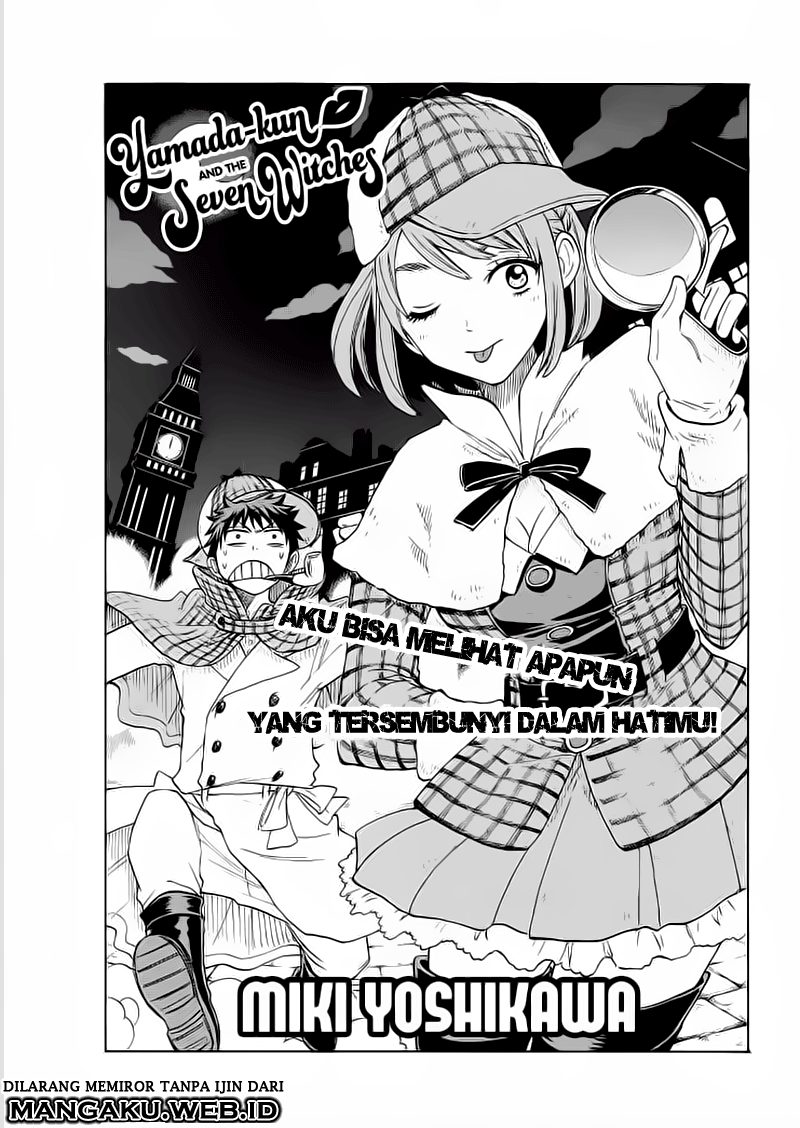 Yamada-kun
AND THE
Seven Witches
AKU BISA MELIHAT APAPUN
YANG TERSEMBUNYI DALAM HATIMU!
MIKI YOSHIKAWA
DILARANG MEMIROR TANPA IJIN DARI
MANGAKU.WEB.ID